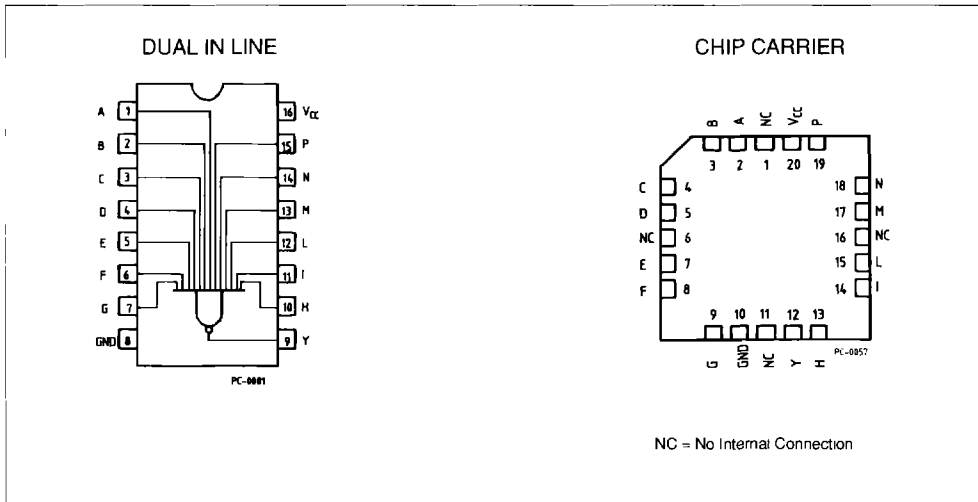 DUAL IN LINE
A 1 16 VCC
B 2 15 P
C 3 14 N
D 4 13 M
E 5 12 L
F 6 11 I
G 7 10 H
GND 8 9 Y
PC-0001
CHIP CARRIER
B A NC VCC P
3 2 1 20 19
C 4 18 N
D 5 17 M
NC 6 16 NC
E 7 15 L
F 8 14 I
9 10 11 12 13
G GND NC Y H
PC-0057
NC = No Internal Connection